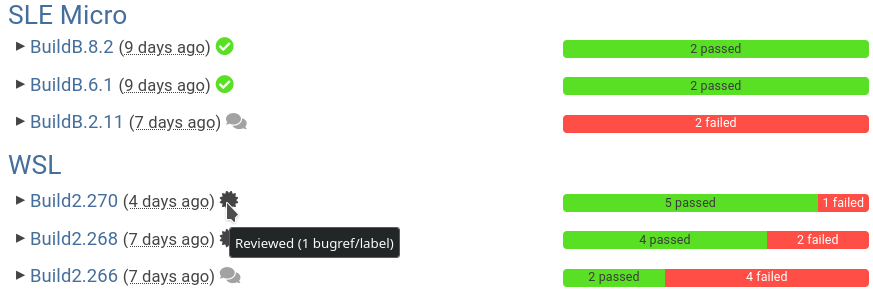 SLE Micro
BuildB.8.2 (9 days ago) 2 passed
BuildB.6.1 (9 days ago) 2 passed
BuildB.2.11 (7 days ago) 2 failed
WSL
Build2.270 (4 days ago) 5 passed 1 failed
Build2.268 (7 days ago) 4 passed 2 failed
Reviewed (1 bugref/label)
Build2.266 (7 days ago) 2 passed 4 failed